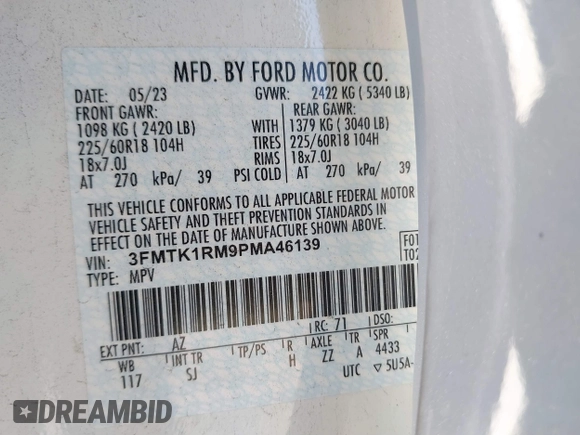 MFD. BY FORD MOTOR CO.
DATE: 05/23 GVWR: 2422 KG ( 5340 LB)
FRONT GAWR: REAR GAWR:
1098 KG ( 2420 LB) WITH 1379 KG ( 3040 LB)
225/60R18 104H TIRES 225/60R18 104H
18x7.0J RIMS 18x7.0J
AT 270 kPa/ 39 PSI COLD AT 270 kPa/ 39
THIS VEHICLE CONFORMS TO ALL APPLICABLE FEDERAL MOTOR
VEHICLE SAFETY AND THEFT PREVENTION STANDARDS IN
EFFECT ON THE DATE OF MANUFACTURE SHOWN ABOVE.
VIN: 3FMTK1RM9PMA46139
TYPE: MPV
F01
T02
EXT PNT: AZ RC: 71 DSO:
WB INT TR TP/PS R AXLE TR SPR
117 SJ H ZZ A 4433
UTC ▽ 5U5A-
DREAMBID